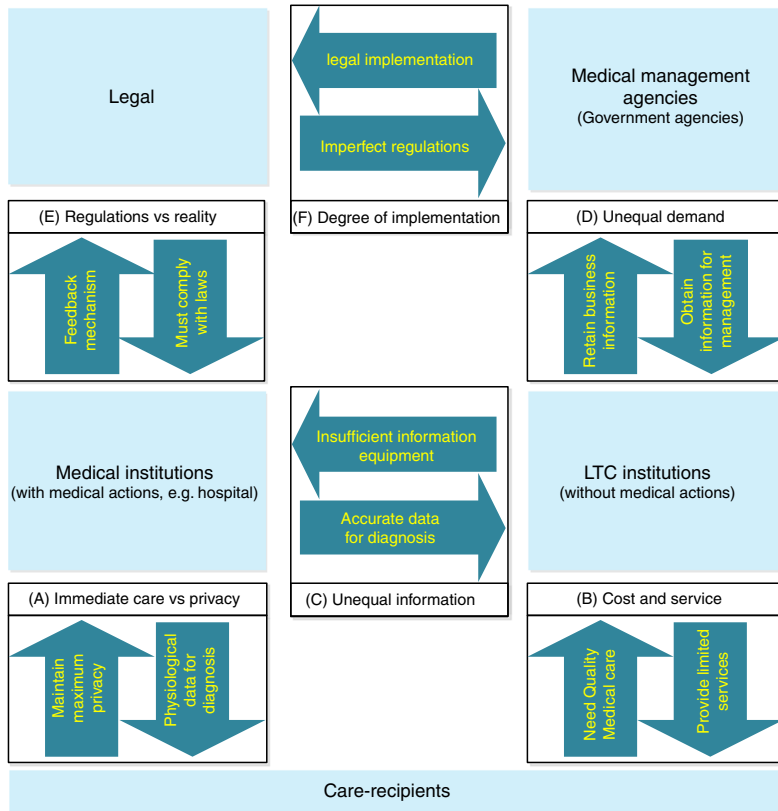 Legal
legal implementation
Imperfect regulations
(F) Degree of implementation
Medical management
agencies
(Government agencies)
(E) Regulations vs reality
Feedback
mechanism
Must comply
with laws
(D) Unequal demand
Retain business
information
Obtain
information for
management
Medical institutions
(with medical actions, e.g. hospital)
Insufficient information
equipment
Accurate data
for diagnosis
(C) Unequal information
LTC institutions
(without medical actions)
(A) Immediate care vs privacy
Maintain
maximum
privacy
Physiological
data for
diagnosis
(B) Cost and service
Need Quality
Medical care
Provide limited
services
Care-recipients